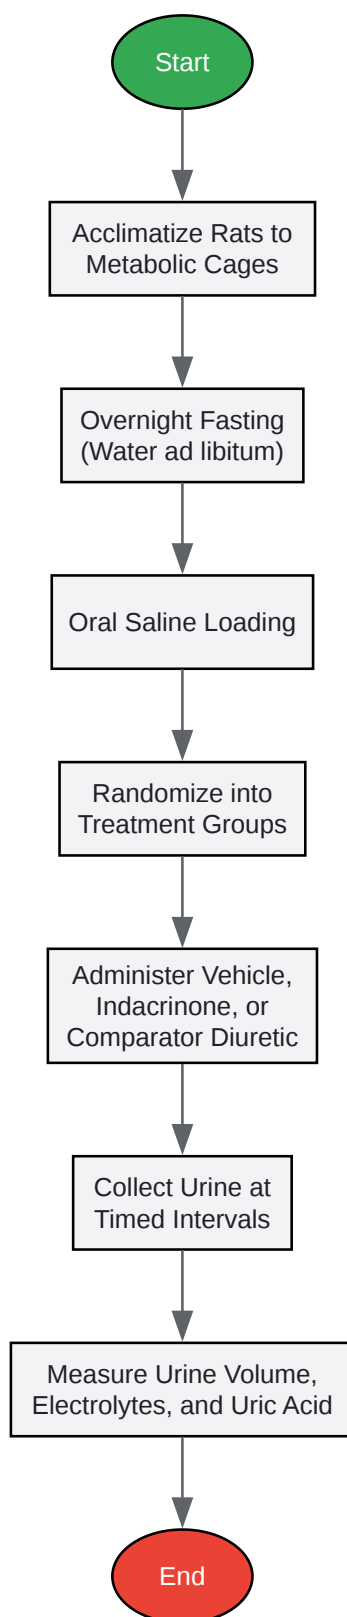 Start
Acclimatize Rats to
Metabolic Cages
Overnight Fasting
(Water ad libitum)
Oral Saline Loading
Randomize into
Treatment Groups
Administer Vehicle,
Indacrinone, or
Comparator Diuretic
Collect Urine at
Timed Intervals
Measure Urine Volume,
Electrolytes, and Uric Acid
End